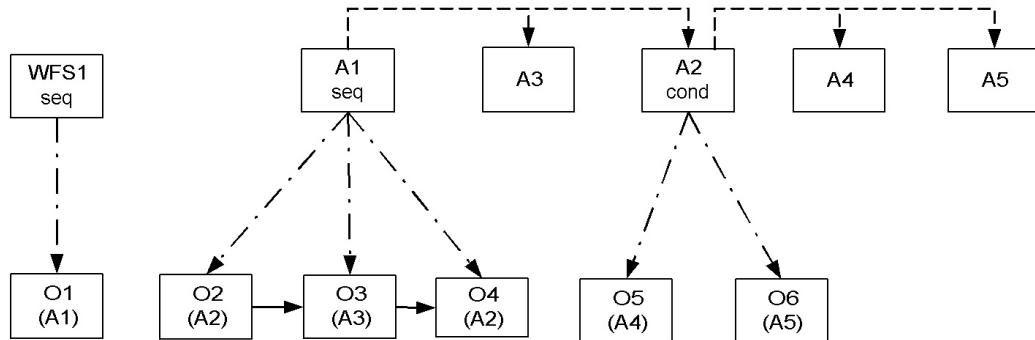 WFS1
seq
A1
seq
A3
A2
cond
A4
A5
O1
(A1)
O2
(A2)
O3
(A3)
O4
(A2)
O5
(A4)
O6
(A5)